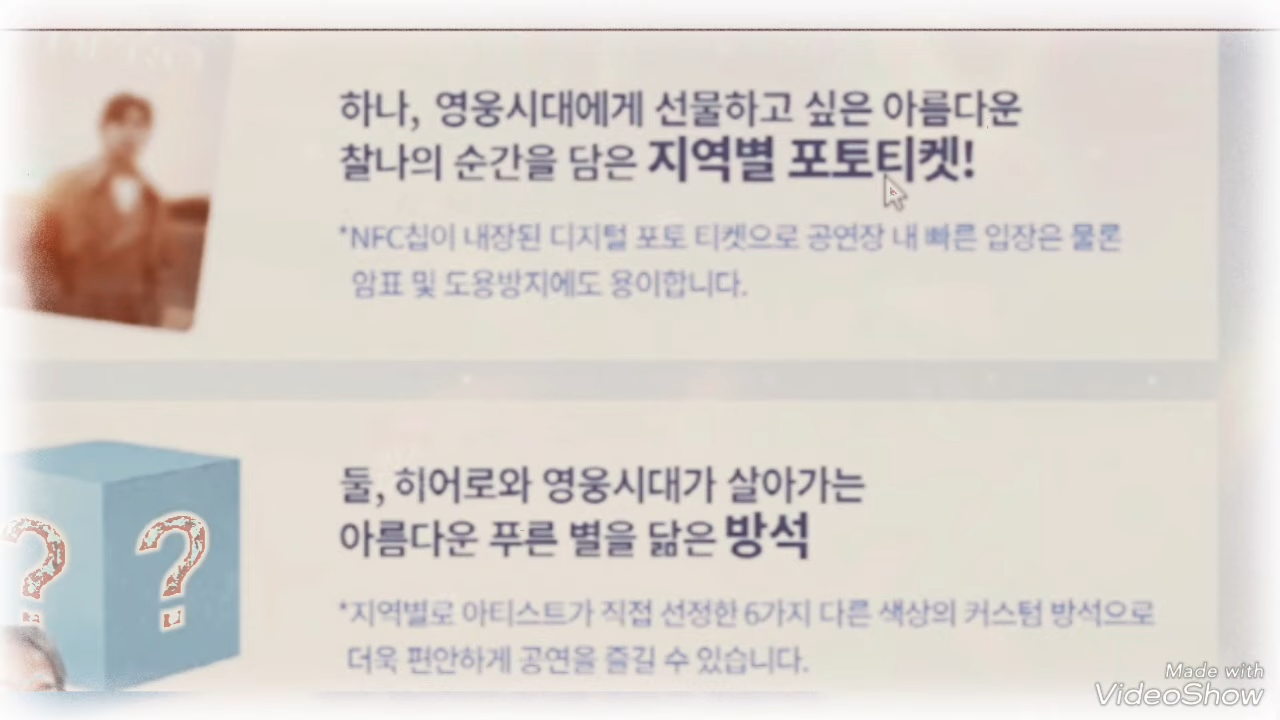 하나, 영웅시대에게 선물하고 싶은 아름다운
찰나의 순간을 담은 지역별 포토티켓!
*NFC칩이 내장된 디지털 포토 티켓으로 공연장 내 빠른 입장은 물론
암표 및 도용방지에도 용이합니다.
둘, 히어로와 영웅시대가 살아가는
아름다운 푸른 별을 닮은 방석
*지역별로 아티스트가 직접 선정한 6가지 다른 색상의 커스텀 방석으로
더욱 편안하게 공연을 즐길 수 있습니다.
? ?
Made with
VideoShow